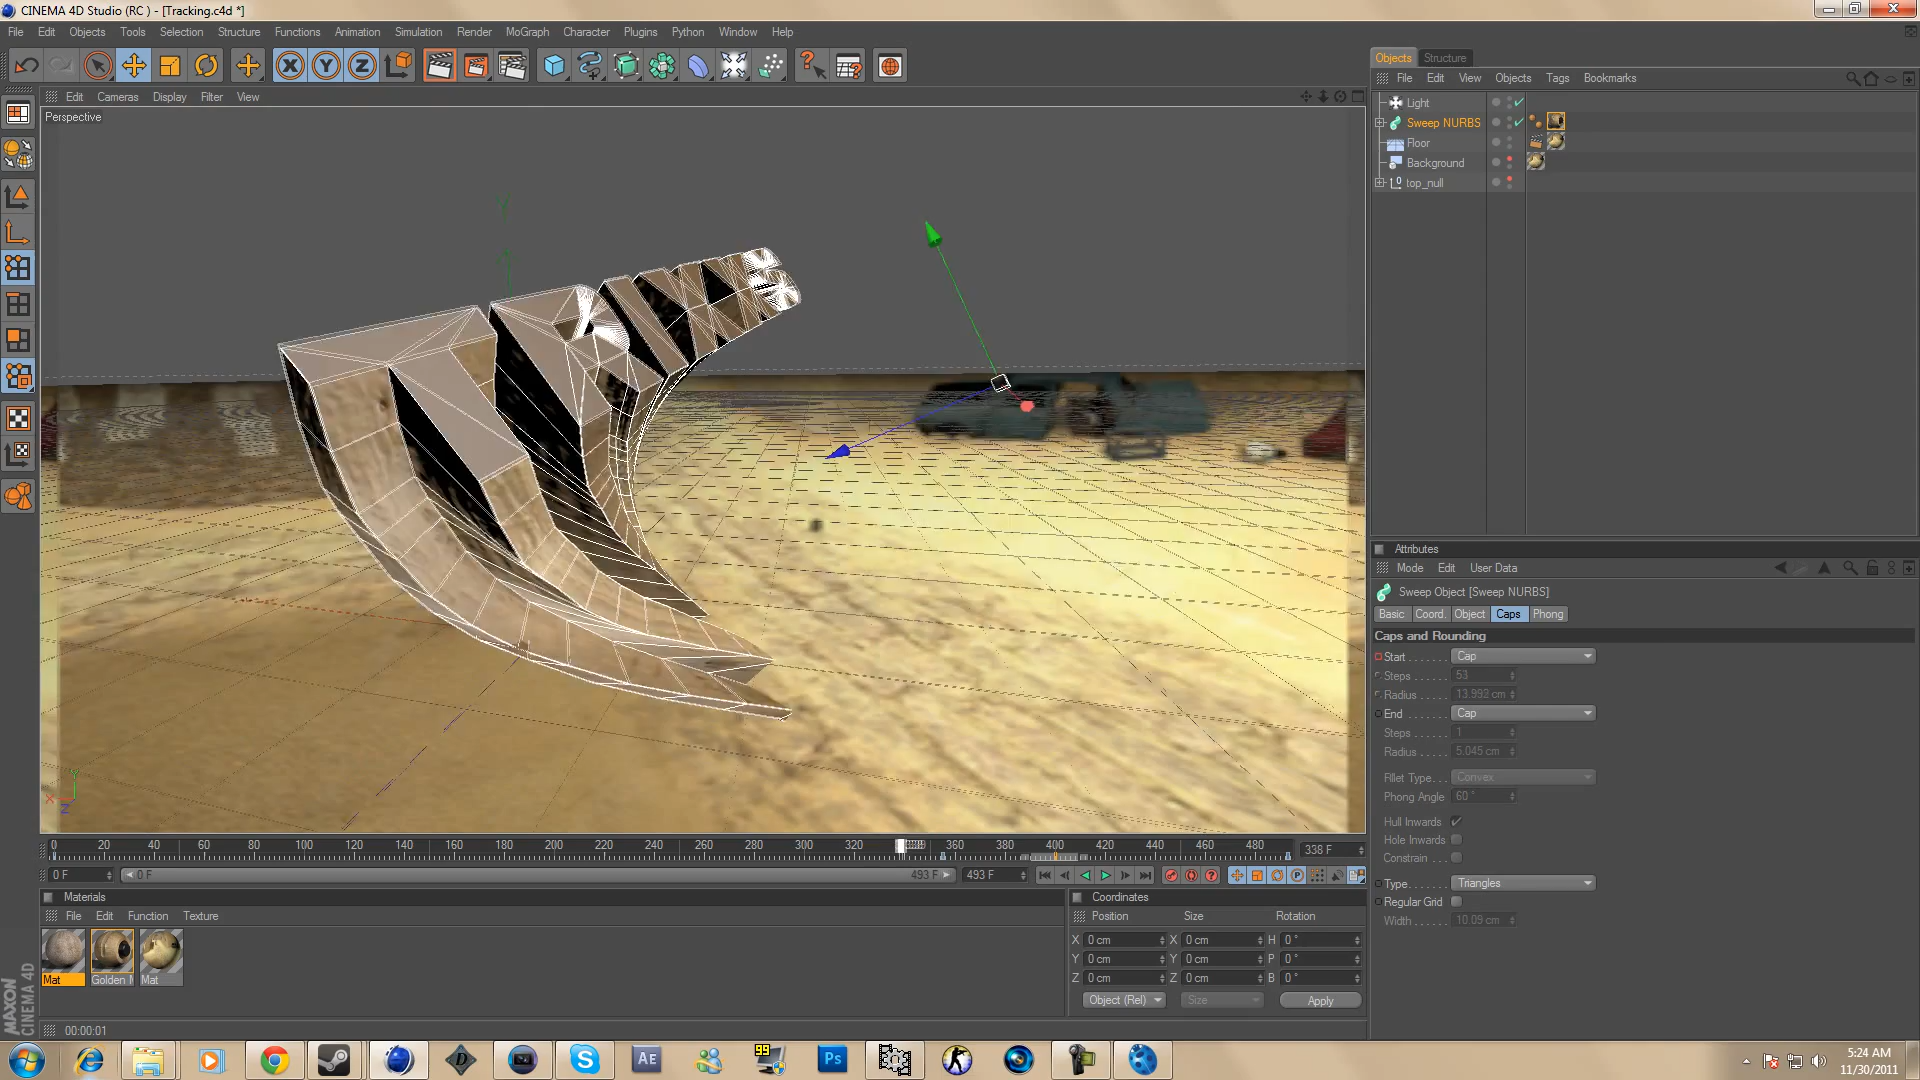 CINEMA 4D Studio (RC ) - [Tracking.c4d *]
File Edit Objects Tools Selection Structure Functions Animation Simulation Render MoGraph Character Plugins Python Window Help
Edit Cameras Display Filter View
Perspective
Objects Structure
File Edit View Objects Tags Bookmarks
Light
Sweep NURBS
Floor
Background
top_null
Attributes
Mode Edit User Data
Sweep Object [Sweep NURBS]
Basic Coord. Object Caps Phong
Caps and Rounding
Start Cap
Steps 53
Radius 13.992 cm
End Cap
Steps 1
Radius 5.045 cm
Fillet Type Convex
Phong Angle 60 °
Hull Inwards
Hole Inwards
Constrain
Type Triangles
Regular Grid
Width 10.09 cm
0 20 40 60 80 100 120 140 160 180 200 220 240 260 280 300 320 338 360 380 400 420 440 460 480 338 F
0 F 0 F 493 F 493 F
Materials
File Edit Function Texture
Mat Golden Mat
Coordinates
Position Size Rotation
X 0 cm X 0 cm H 0 °
Y 0 cm Y 0 cm P 0 °
Z 0 cm Z 0 cm B 0 °
Object (Rel) Size Apply
MAXON
CINEMA 4D
00:00:01
Ae
99
Ps
5:24 AM
11/30/2011